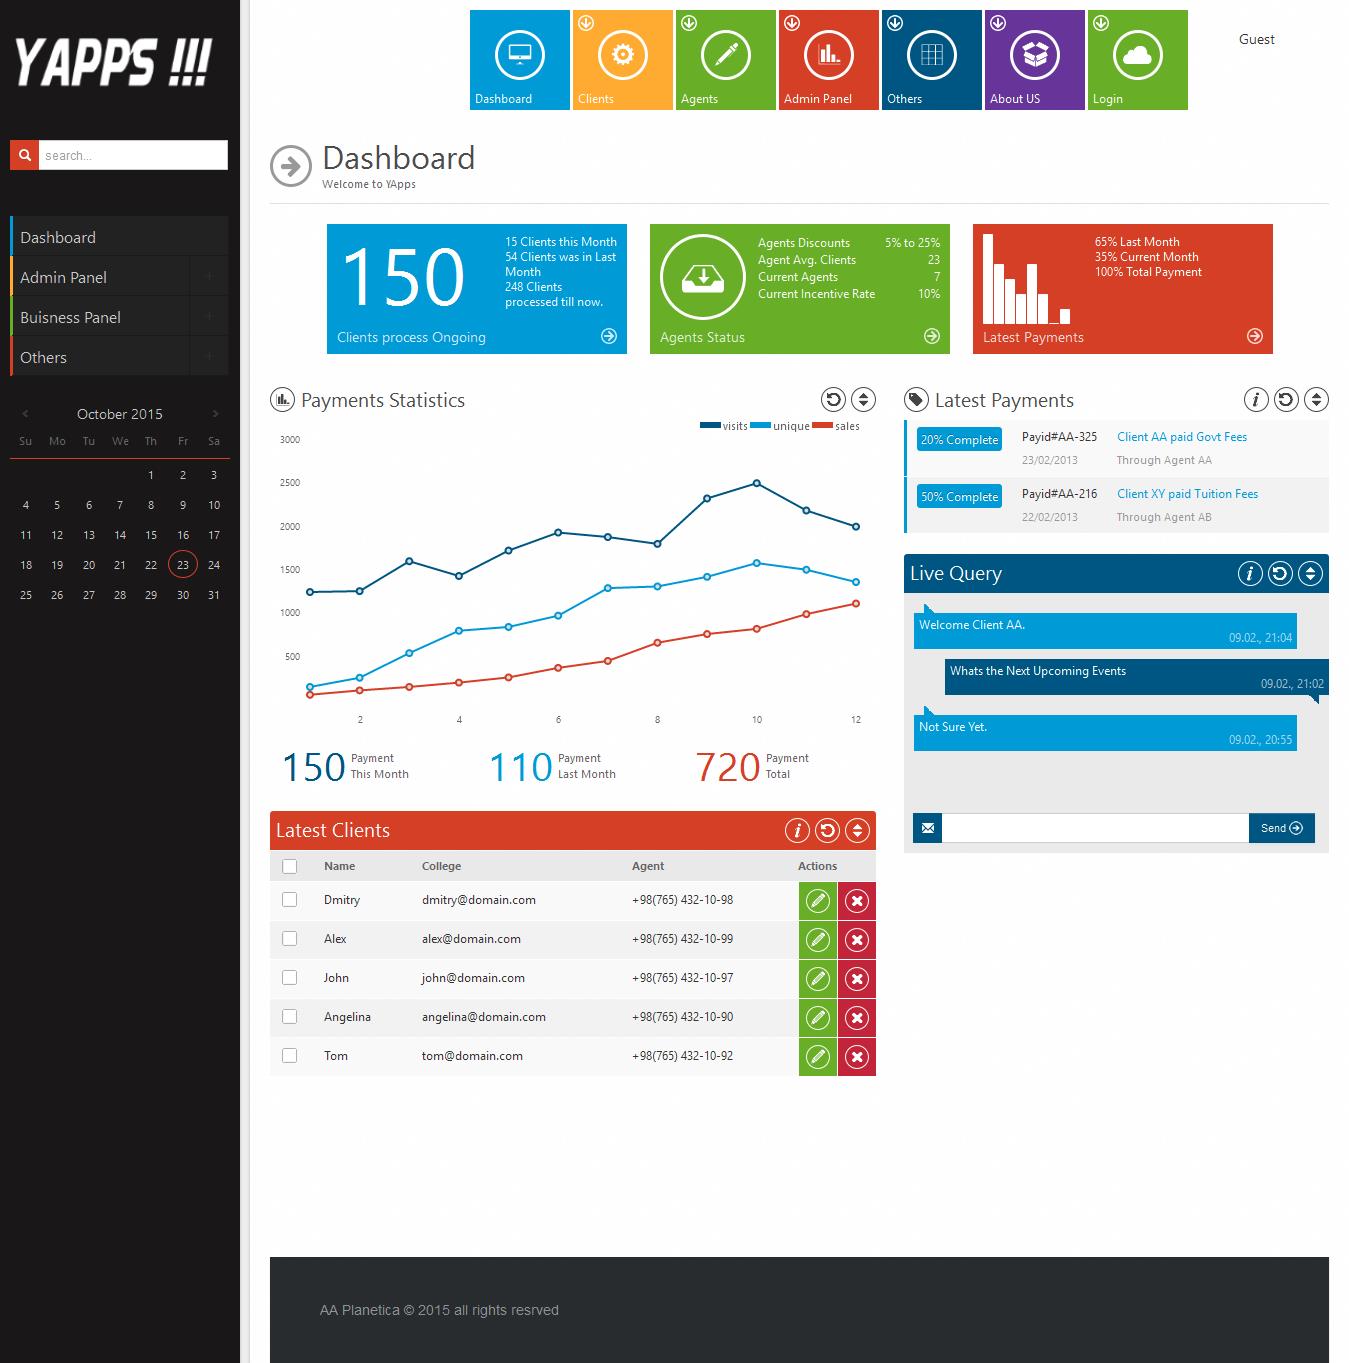 YAPPS !!!
search...
Dashboard
Admin Panel
Buisness Panel
Others
October 2015
Su Mo Tu We Th Fr Sa
1 2 3
4 5 6 7 8 9 10
11 12 13 14 15 16 17
18 19 20 21 22 23 24
25 26 27 28 29 30 31
Dashboard
Clients
Agents
Admin Panel
Others
About US
Login
Guest
Dashboard
Welcome to YApps
150
15 Clients this Month
54 Clients was in Last
Month
248 Clients
processed till now.
Clients process Ongoing
Agents Discounts 5% to 25%
Agent Avg. Clients 23
Current Agents 7
Current Incentive Rate 10%
Agents Status
65% Last Month
35% Current Month
100% Total Payment
Latest Payments
Payments Statistics
visits unique sales
3000
2500
2000
1500
1000
500
2 4 6 8 10 12
150 Payment
This Month
110 Payment
Last Month
720 Payment
Total
Latest Clients
Name College Agent Actions
Dmitry dmitry@domain.com +98(765) 432-10-98
Alex alex@domain.com +98(765) 432-10-99
John john@domain.com +98(765) 432-10-97
Angelina angelina@domain.com +98(765) 432-10-90
Tom tom@domain.com +98(765) 432-10-92
Latest Payments
20% Complete Payid#AA-325 Client AA paid Govt Fees
23/02/2013 Through Agent AA
50% Complete Payid#AA-216 Client XY paid Tuition Fees
22/02/2013 Through Agent AB
Live Query
Welcome Client AA.
09.02., 21:04
Whats the Next Upcoming Events
09.02., 21:02
Not Sure Yet.
09.02., 20:55
Send
AA Planetica © 2015 all rights resrved